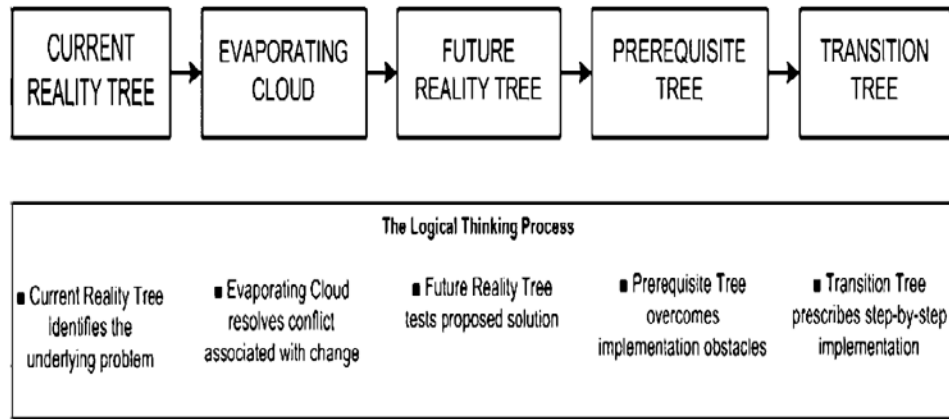 CURRENT
REALITY TREE
EVAPORATING
CLOUD
FUTURE
REALITY TREE
PREREQUISITE
TREE
TRANSITION
TREE
The Logical Thinking Process
■ Current Reality Tree
identifies the
underlying problem
■ Evaporating Cloud
resolves conflict
associated with change
■ Future Reality Tree
tests proposed solution
■ Prerequisite Tree
overcomes
implementation obstacles
■ Transition Tree
prescribes step-by-step
implementation